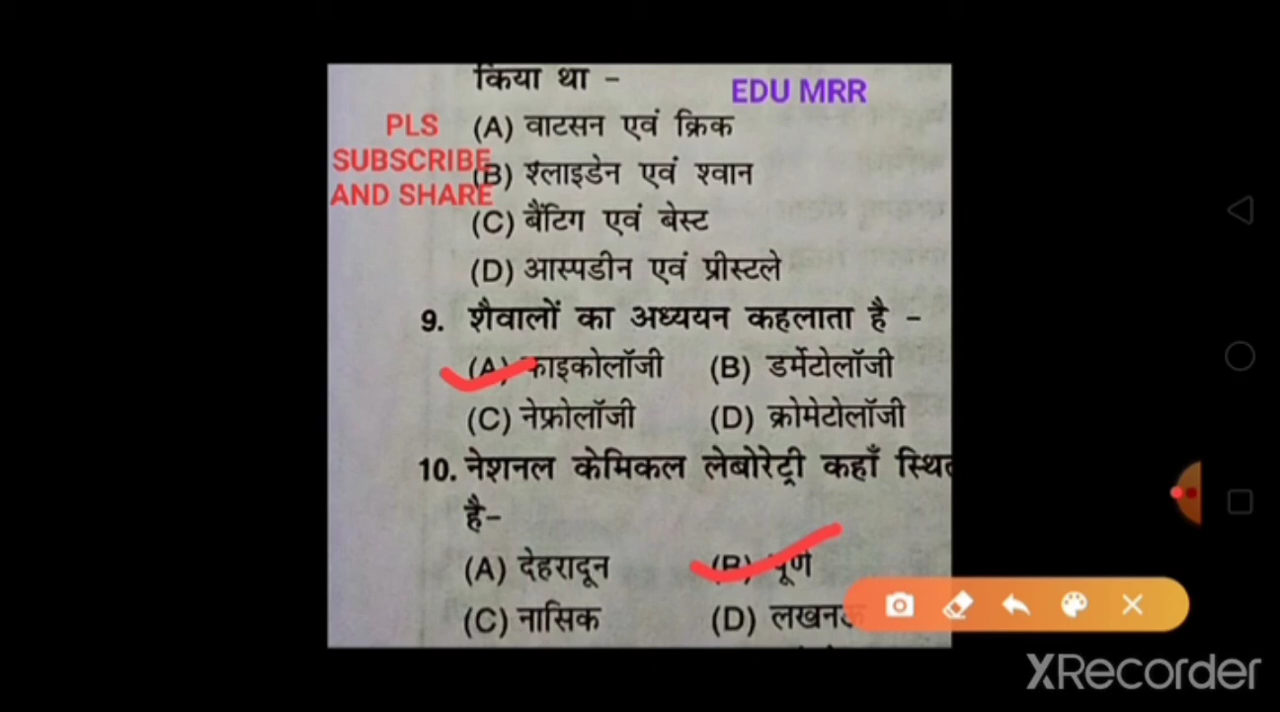 किया था -
EDU MRR
PLS
SUBSCRIBE
AND SHARE
(A) वाटसन एवं क्रिक
(B) श्लाइडेन एवं श्वान
(C) बैंटिग एवं बेस्ट
(D) आस्पडीन एवं प्रीस्टले
9. शैवालों का अध्ययन कहलाता है -
(A) फाइकोलॉजी (B) डर्मेटोलॉजी
(C) नेफ्रोलॉजी (D) क्रोमेटोलॉजी
10. नेशनल केमिकल लेबोरेट्री कहाँ स्थित
है-
(A) देहरादून (B) पूर्ण
(C) नासिक (D) लखनऊ
XRecorder